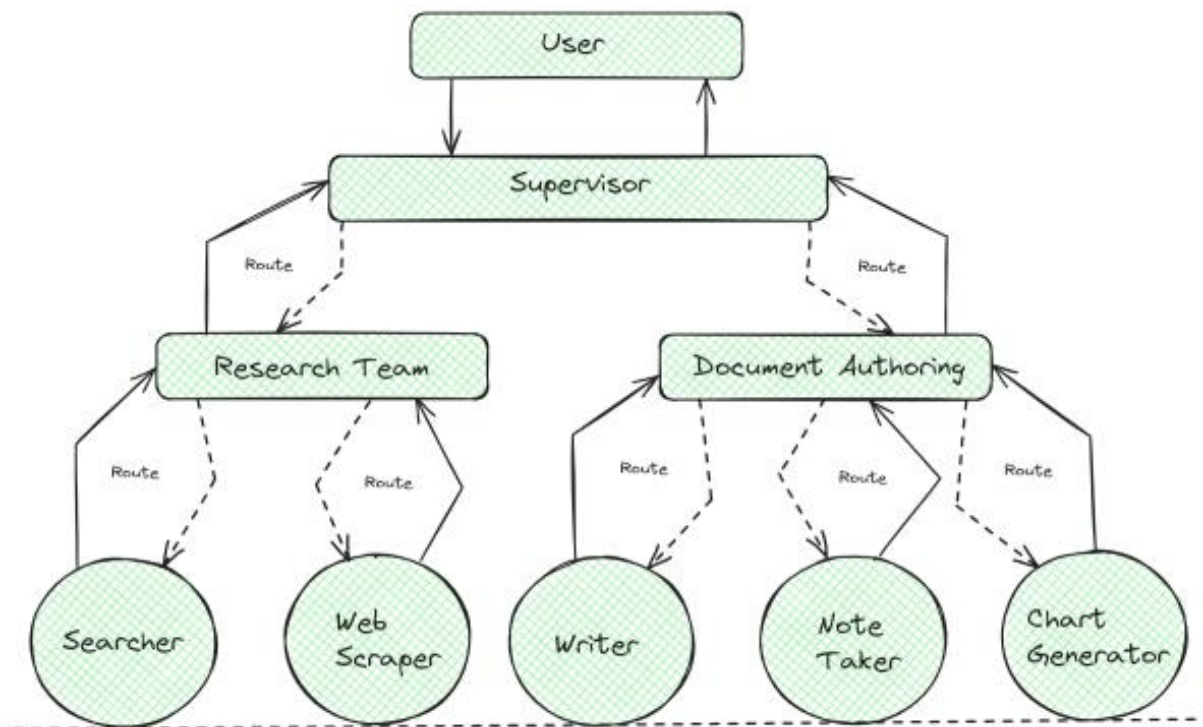 User
Supervisor
Route
Route
Research Team
Document Authoring
Route
Route
Route
Route
Route
Searcher
Web
Scraper
Writer
Note
Taker
Chart
Generator